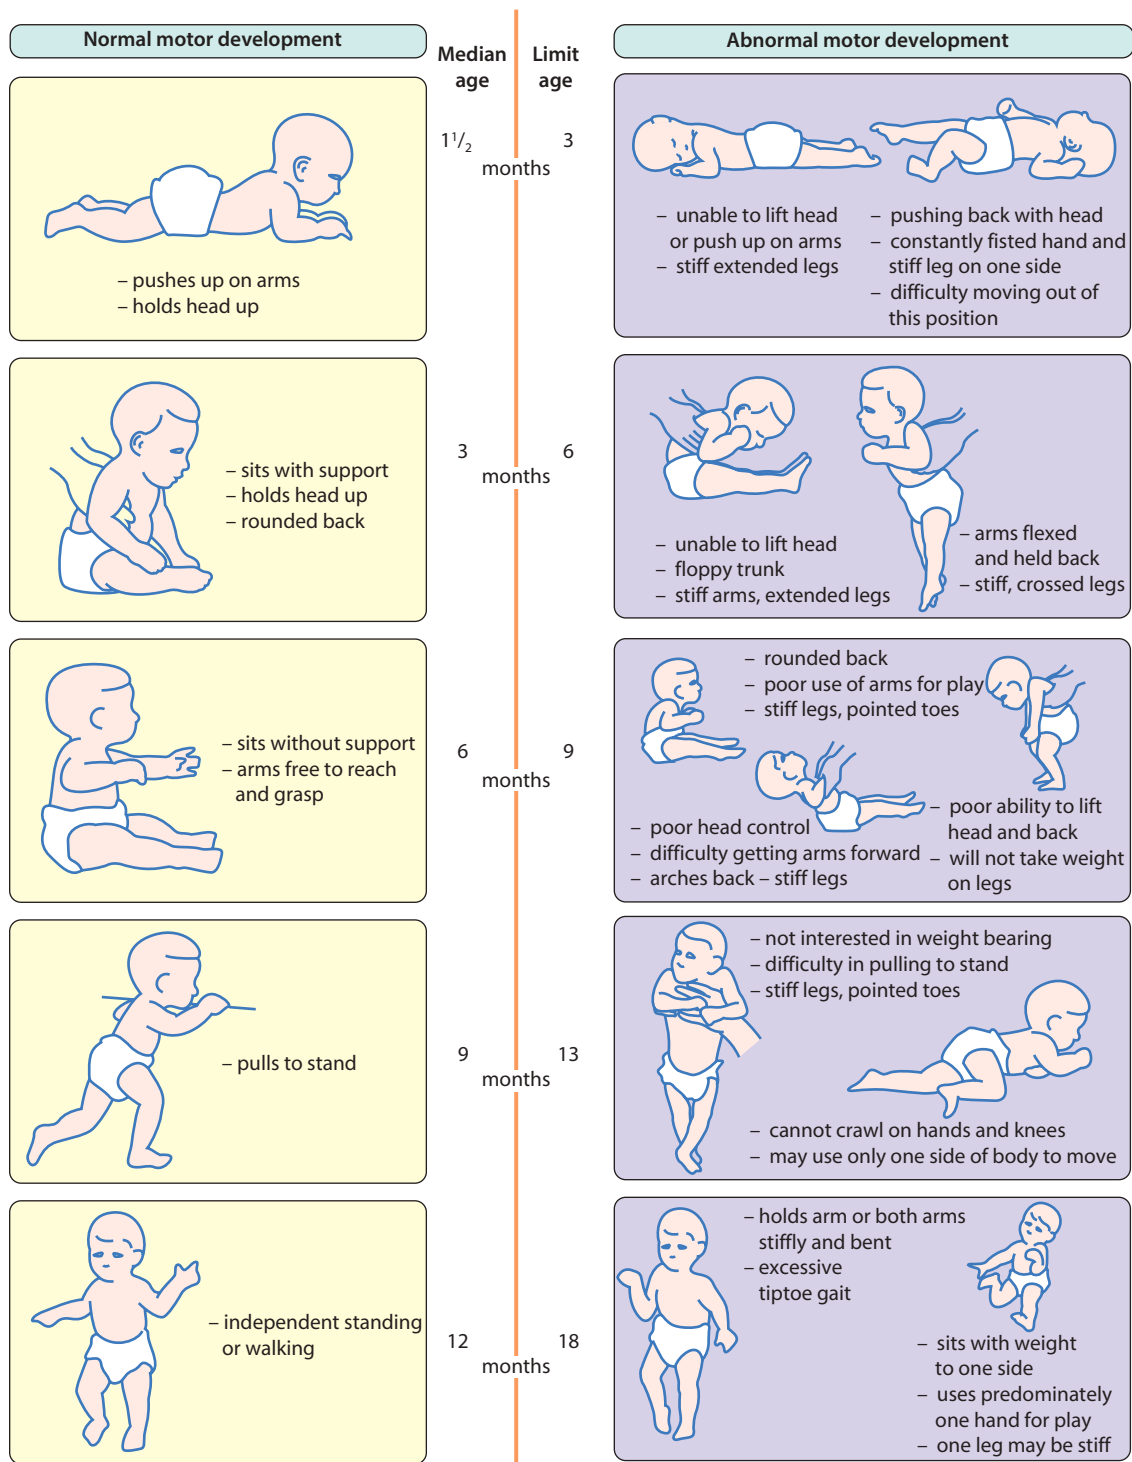 Normal motor development
Median
age
Limit
age
Abnormal motor development
– pushes up on arms
– holds head up
1 1/2
3
months
– unable to lift head
or push up on arms
– stiff extended legs
– pushing back with head
– constantly fisted hand and
stiff leg on one side
– difficulty moving out of
this position
– sits with support
– holds head up
– rounded back
3
6
months
– unable to lift head
– floppy trunk
– stiff arms, extended legs
– arms flexed
and held back
– stiff, crossed legs
– sits without support
– arms free to reach
and grasp
6
9
months
– rounded back
– poor use of arms for play
– stiff legs, pointed toes
– poor head control
– difficulty getting arms forward
– arches back – stiff legs
– poor ability to lift
head and back
– will not take weight
on legs
– pulls to stand
9
13
months
– not interested in weight bearing
– difficulty in pulling to stand
– stiff legs, pointed toes
– cannot crawl on hands and knees
– may use only one side of body to move
– independent standing
or walking
12
18
months
– holds arm or both arms
stiffly and bent
– excessive
tiptoe gait
– sits with weight
to one side
– uses predominately
one hand for play
– one leg may be stiff